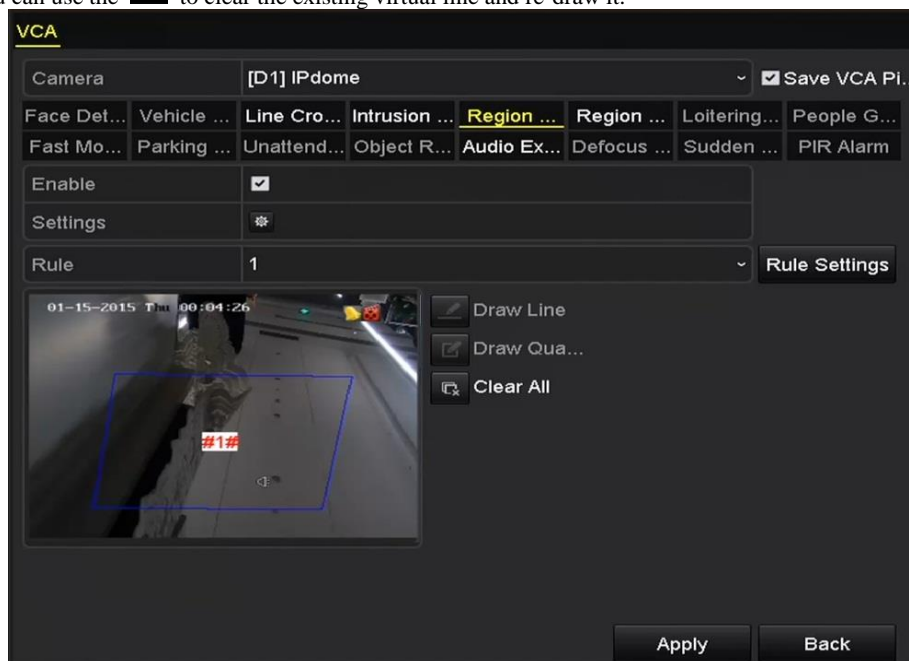 can use the to clear the existing virtual line and re-draw it.
VCA
Camera [D1] IPdome Save VCA Pi..
Face Det... Vehicle ... Line Cro... Intrusion ... Region ... Region ... Loitering... People G...
Fast Mo... Parking ... Unattend... Object R... Audio Ex... Defocus ... Sudden ... PIR Alarm
Enable
Settings
Rule 1 Rule Settings
01-15-2015 Thu 00:04:26
Draw Line
Draw Qua...
Clear All
#1#
Apply Back